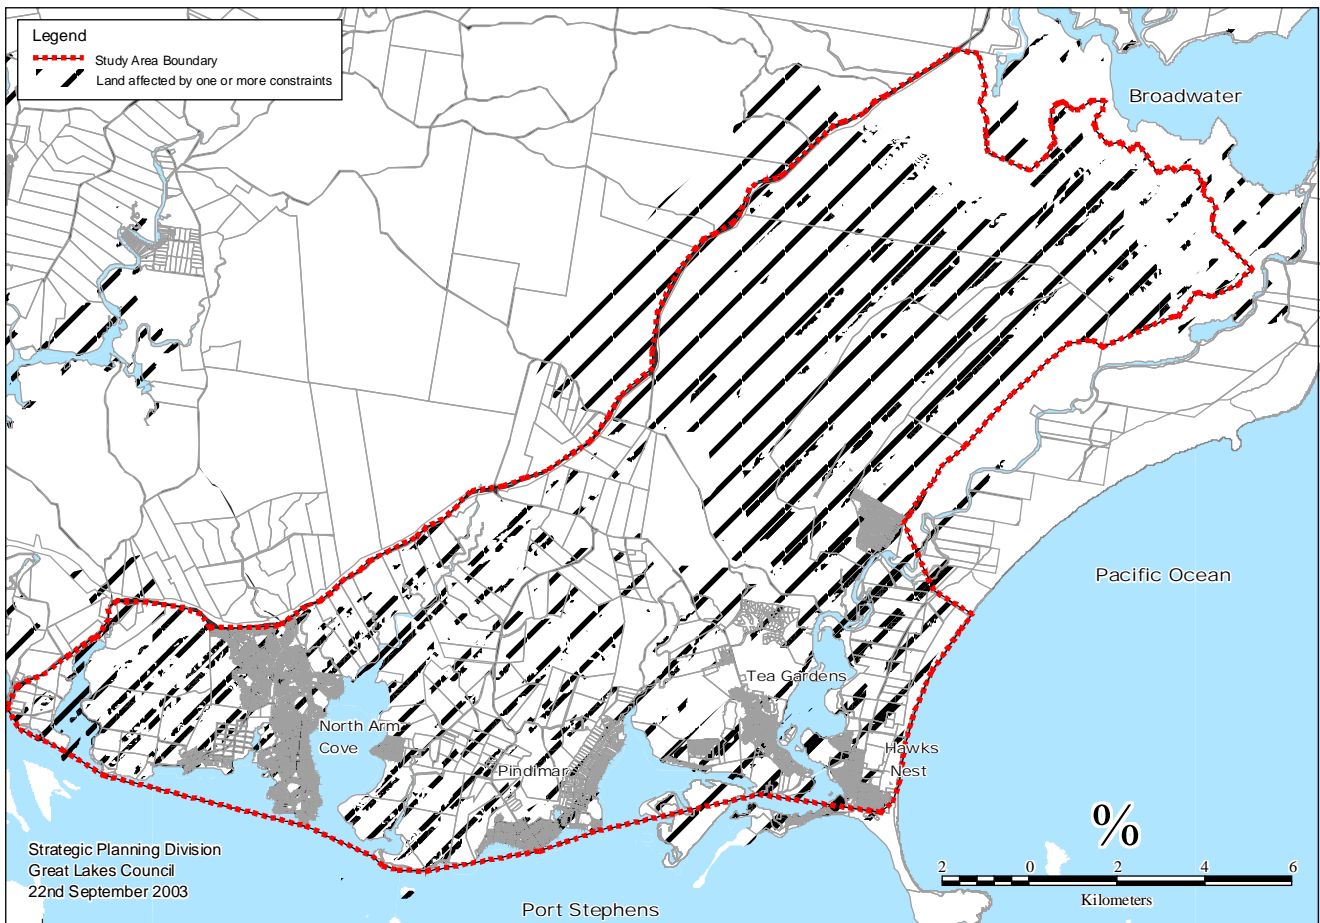 Legend
Study Area Boundary
Land affected by one or more constraints
Broadwater
Pacific Ocean
Tea Gardens
North Arm
Cove
Hawks
Nest
Pindimar
%
Strategic Planning Division
Great Lakes Council
22nd September 2003
2 0 2 4 6
Kilometers
Port Stephens